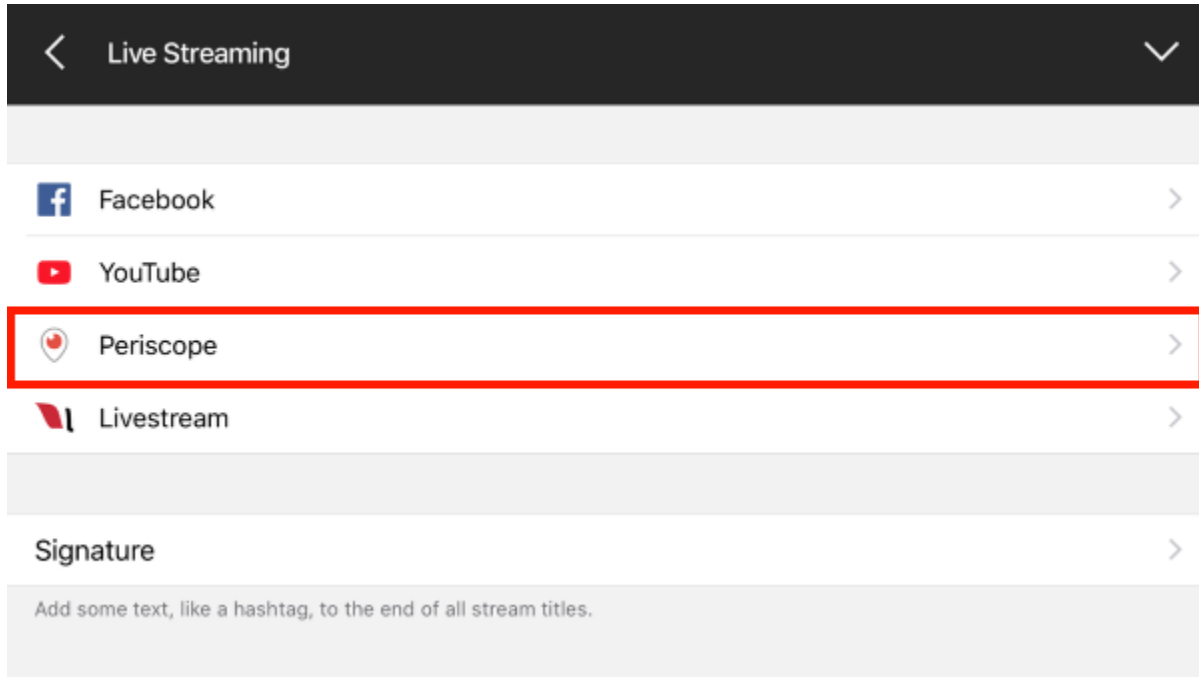 Live Streaming
Facebook
YouTube
Periscope
Livestream
Signature
Add some text, like a hashtag, to the end of all stream titles.